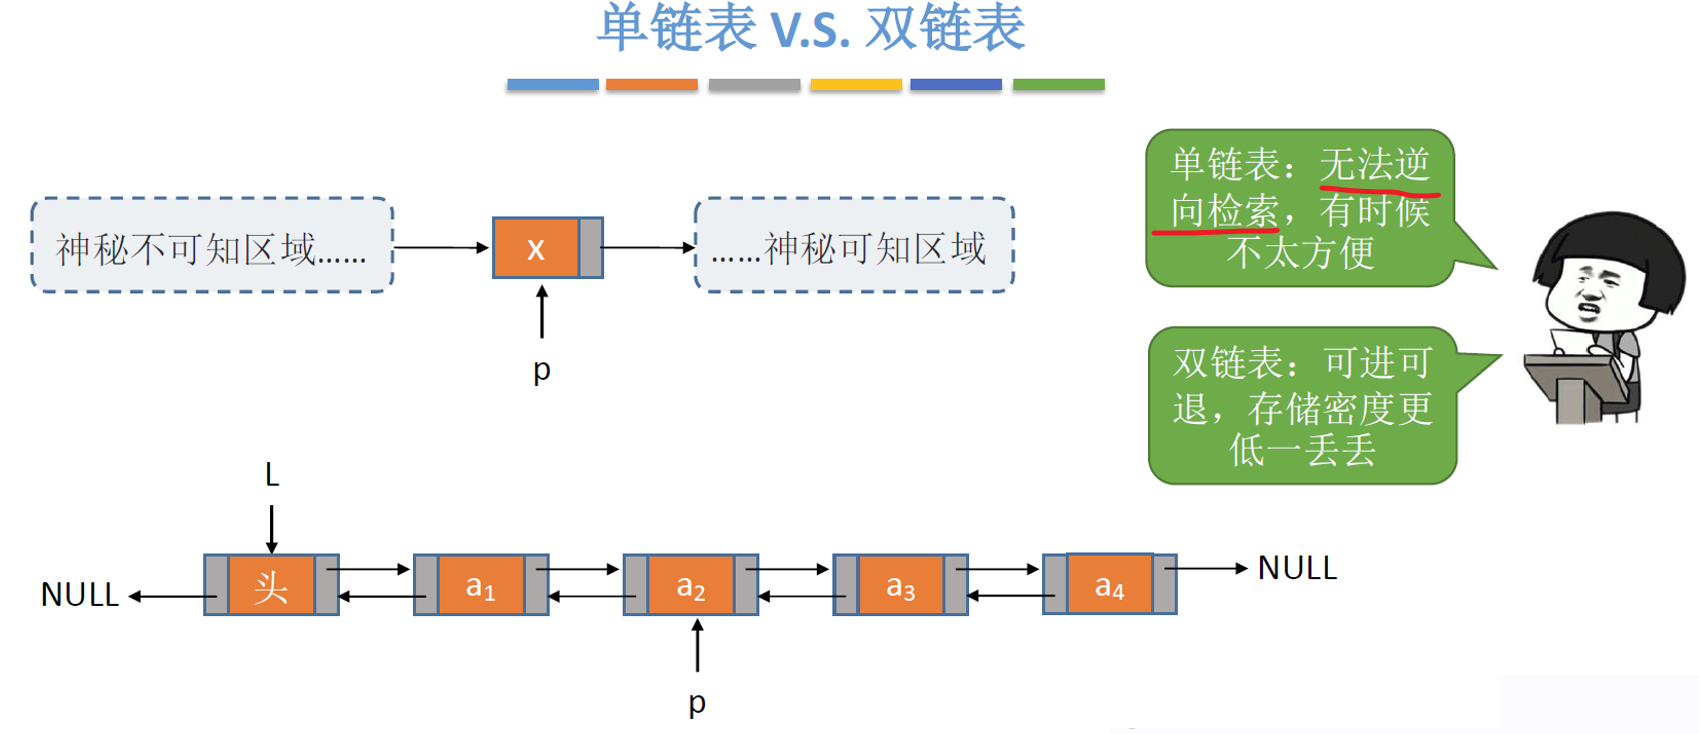 单链表 V.S. 双链表
单链表：无法逆
向检索，有时候
不太方便
神秘不可知区域……
x
……神秘可知区域
p
双链表：可进可
退，存储密度更
低一丢丢
L
NULL
头
a₁
a₂
a₃
a₄
NULL
p